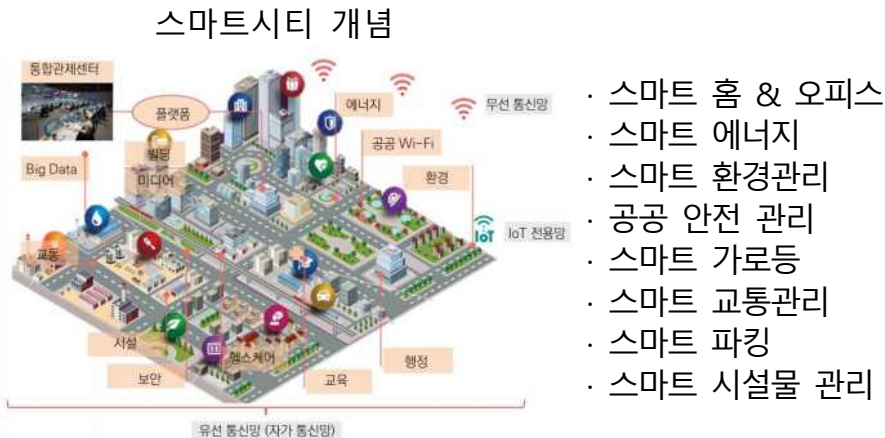 스마트시티 개념
통합관제센터
플랫폼
에너지
무선 통신망
빌딩
공공 Wi-Fi
Big Data
미디어
환경
IoT
IoT 전용망
교통
시설
헬스케어
행정
보안
교육
유선 통신망 (자가 통신망)
· 스마트 홈 & 오피스
· 스마트 에너지
· 스마트 환경관리
· 공공 안전 관리
· 스마트 가로등
· 스마트 교통관리
· 스마트 파킹
· 스마트 시설물 관리